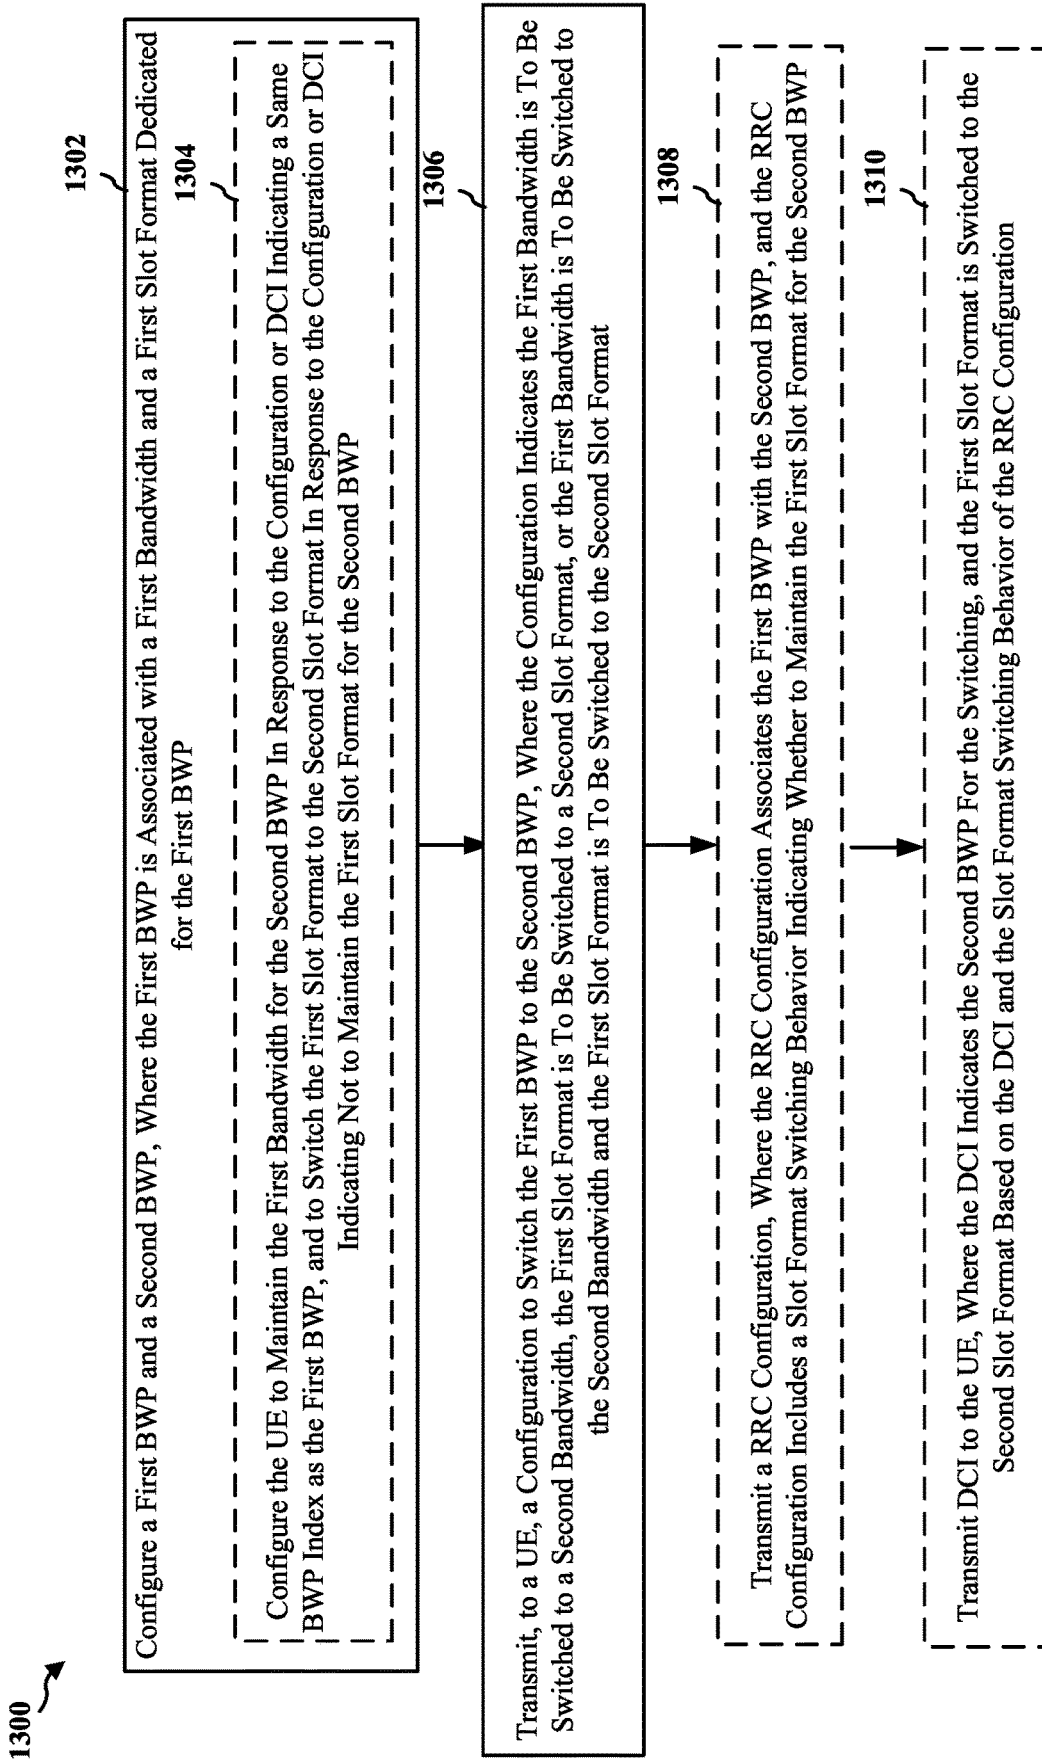 1300
1302
Configure a First BWP and a Second BWP, Where the First BWP is Associated with a First Bandwidth and a First Slot Format Dedicated
for the First BWP
1304
Configure the UE to Maintain the First Bandwidth for the Second BWP In Response to the Configuration or DCI Indicating a Same
BWP Index as the First BWP, and to Switch the First Slot Format to the Second Slot Format In Response to the Configuration or DCI
Indicating Not to Maintain the First Slot Format for the Second BWP
1306
Transmit, to a UE, a Configuration to Switch the First BWP to the Second BWP, Where the Configuration Indicates the First Bandwidth is To Be
Switched to a Second Bandwidth, the First Slot Format is To Be Switched to a Second Slot Format, or the First Bandwidth is To Be Switched to
the Second Bandwidth and the First Slot Format is To Be Switched to the Second Slot Format
1308
Transmit a RRC Configuration, Where the RRC Configuration Associates the First BWP with the Second BWP, and the RRC
Configuration Includes a Slot Format Switching Behavior Indicating Whether to Maintain the First Slot Format for the Second BWP
1310
Transmit DCI to the UE, Where the DCI Indicates the Second BWP For the Switching, and the First Slot Format is Switched to the
Second Slot Format Based on the DCI and the Slot Format Switching Behavior of the RRC Configuration